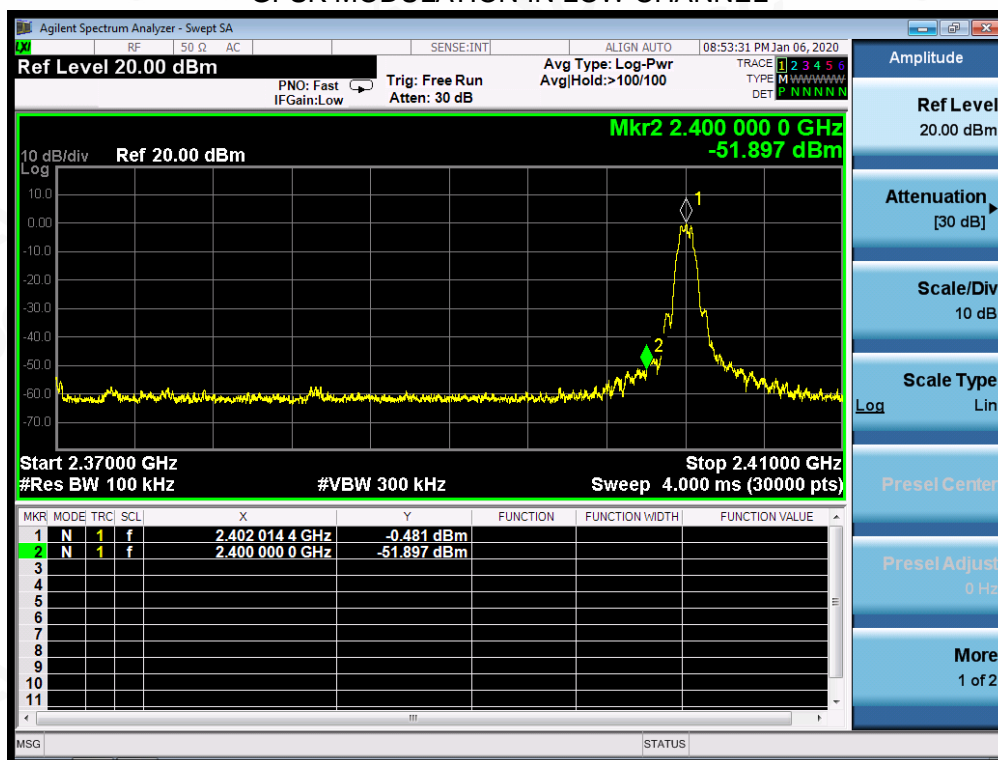 Agilent Spectrum Analyzer - Swept SA
LXI RF 50 Ω AC SENSE:INT ALIGN AUTO 08:53:31 PM Jan 06, 2020
Ref Level 20.00 dBm
PNO: Fast
IFGain:Low
Trig: Free Run
Atten: 30 dB
Avg Type: Log-Pwr
Avg|Hold:>100/100
TRACE 1 2 3 4 5 6
TYPE M WWWWW
DET P N N N N N
Mkr2 2.400 000 0 GHz
-51.897 dBm
10 dB/div Ref 20.00 dBm
Log
10.0
0.00
-10.0
-20.0
-30.0
-40.0
-50.0
-60.0
-70.0
1
2
Start 2.37000 GHz Stop 2.41000 GHz
#Res BW 100 kHz #VBW 300 kHz Sweep 4.000 ms (30000 pts)
MKR MODE TRC SCL X Y FUNCTION FUNCTION WIDTH FUNCTION VALUE
1 N 1 f 2.402 014 4 GHz -0.481 dBm
2 N 1 f 2.400 000 0 GHz -51.897 dBm
3
4
5
6
7
8
9
10
11
MSG STATUS
Amplitude
Ref Level
20.00 dBm
Attenuation
[30 dB]
Scale/Div
10 dB
Scale Type
Log Lin
Presel Center
Presel Adjust
0 Hz
More
1 of 2